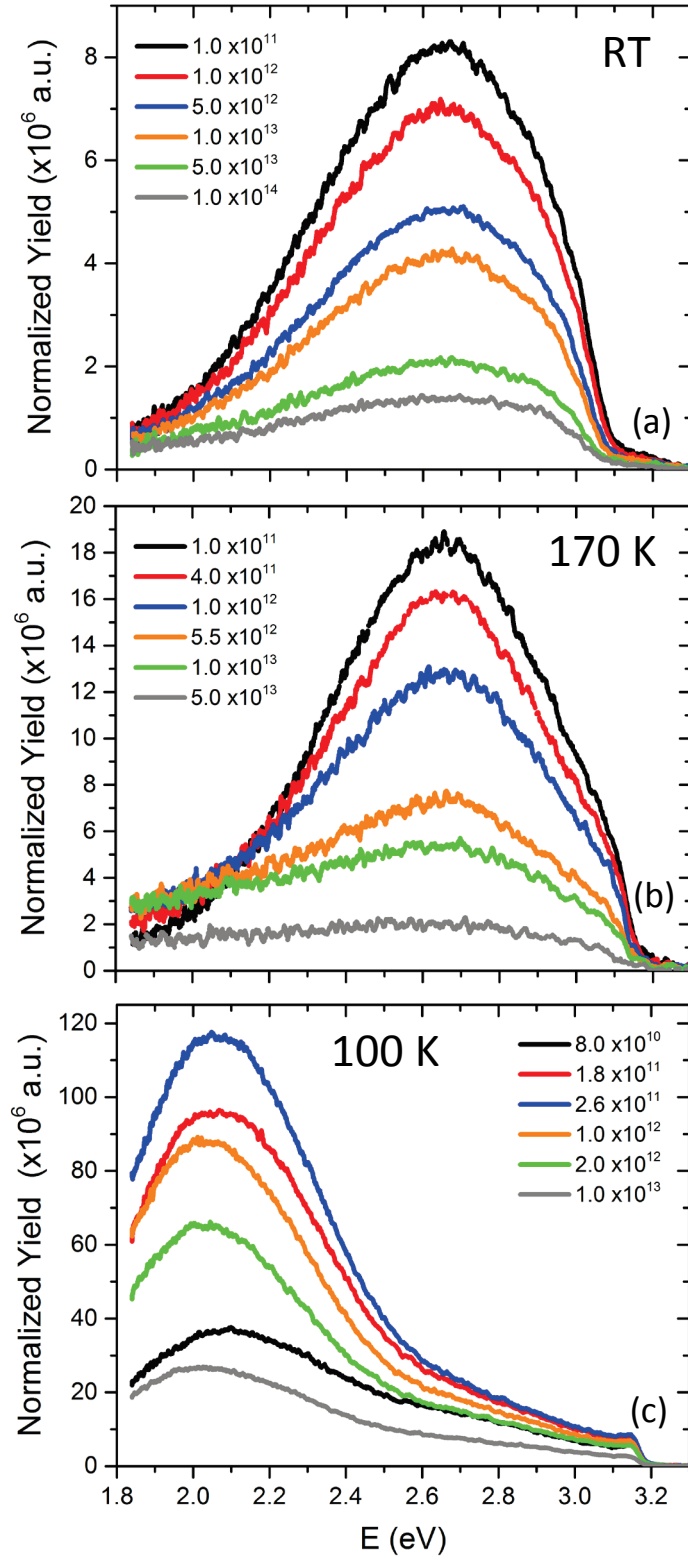 RT
1.0 x10¹¹
1.0 x10¹²
5.0 x10¹²
1.0 x10¹³
5.0 x10¹³
1.0 x10¹⁴
8
6
4
2
0
Normalized Yield (x10⁶ a.u.)
(a)
170 K
1.0 x10¹¹
4.0 x10¹¹
1.0 x10¹²
5.5 x10¹²
1.0 x10¹³
5.0 x10¹³
20
18
16
14
12
10
8
6
4
2
0
Normalized Yield (x10⁶ a.u.)
(b)
100 K
8.0 x10¹⁰
1.8 x10¹¹
2.6 x10¹¹
1.0 x10¹²
2.0 x10¹²
1.0 x10¹³
120
100
80
60
40
20
0
Normalized Yield (x10⁶ a.u.)
(c)
1.8 2.0 2.2 2.4 2.6 2.8 3.0 3.2
E (eV)